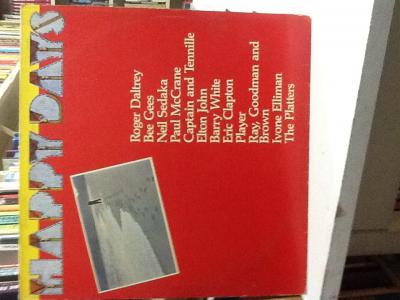 HAPPY DAYS
Roger Daltrey
Bee Gees
Neil Sedaka
Paul McCrane
Captain and Tennille
Elton John
Barry White
Eric Clapton
Player
Ray, Goodman and
Brown
Ivone Elliman
The Platters